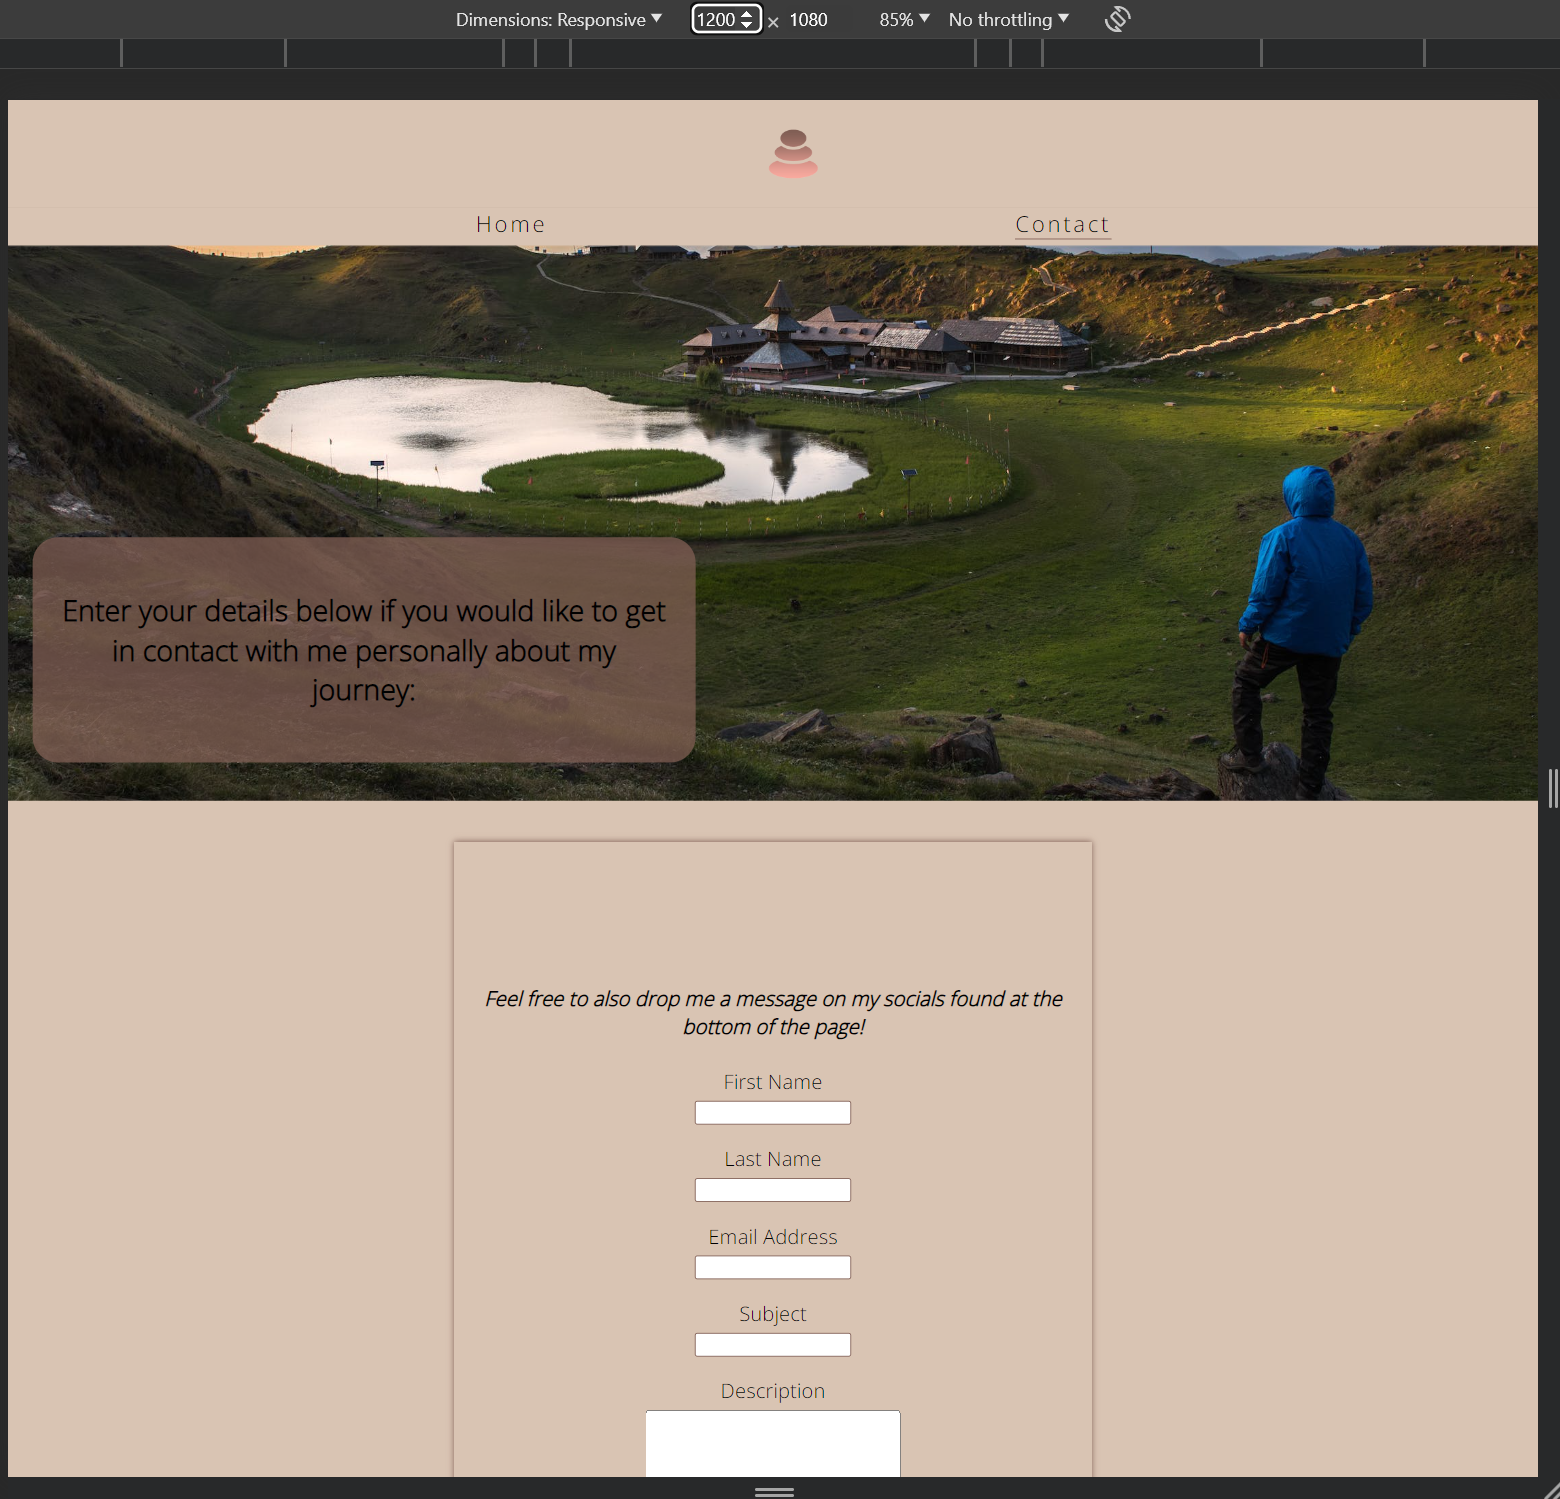 Dimensions: Responsive 1200 × 1080 85% No throttling
Home Contact
Enter your details below if you would like to get
in contact with me personally about my
journey:
Feel free to also drop me a message on my socials found at the
bottom of the page!
First Name
Last Name
Email Address
Subject
Description